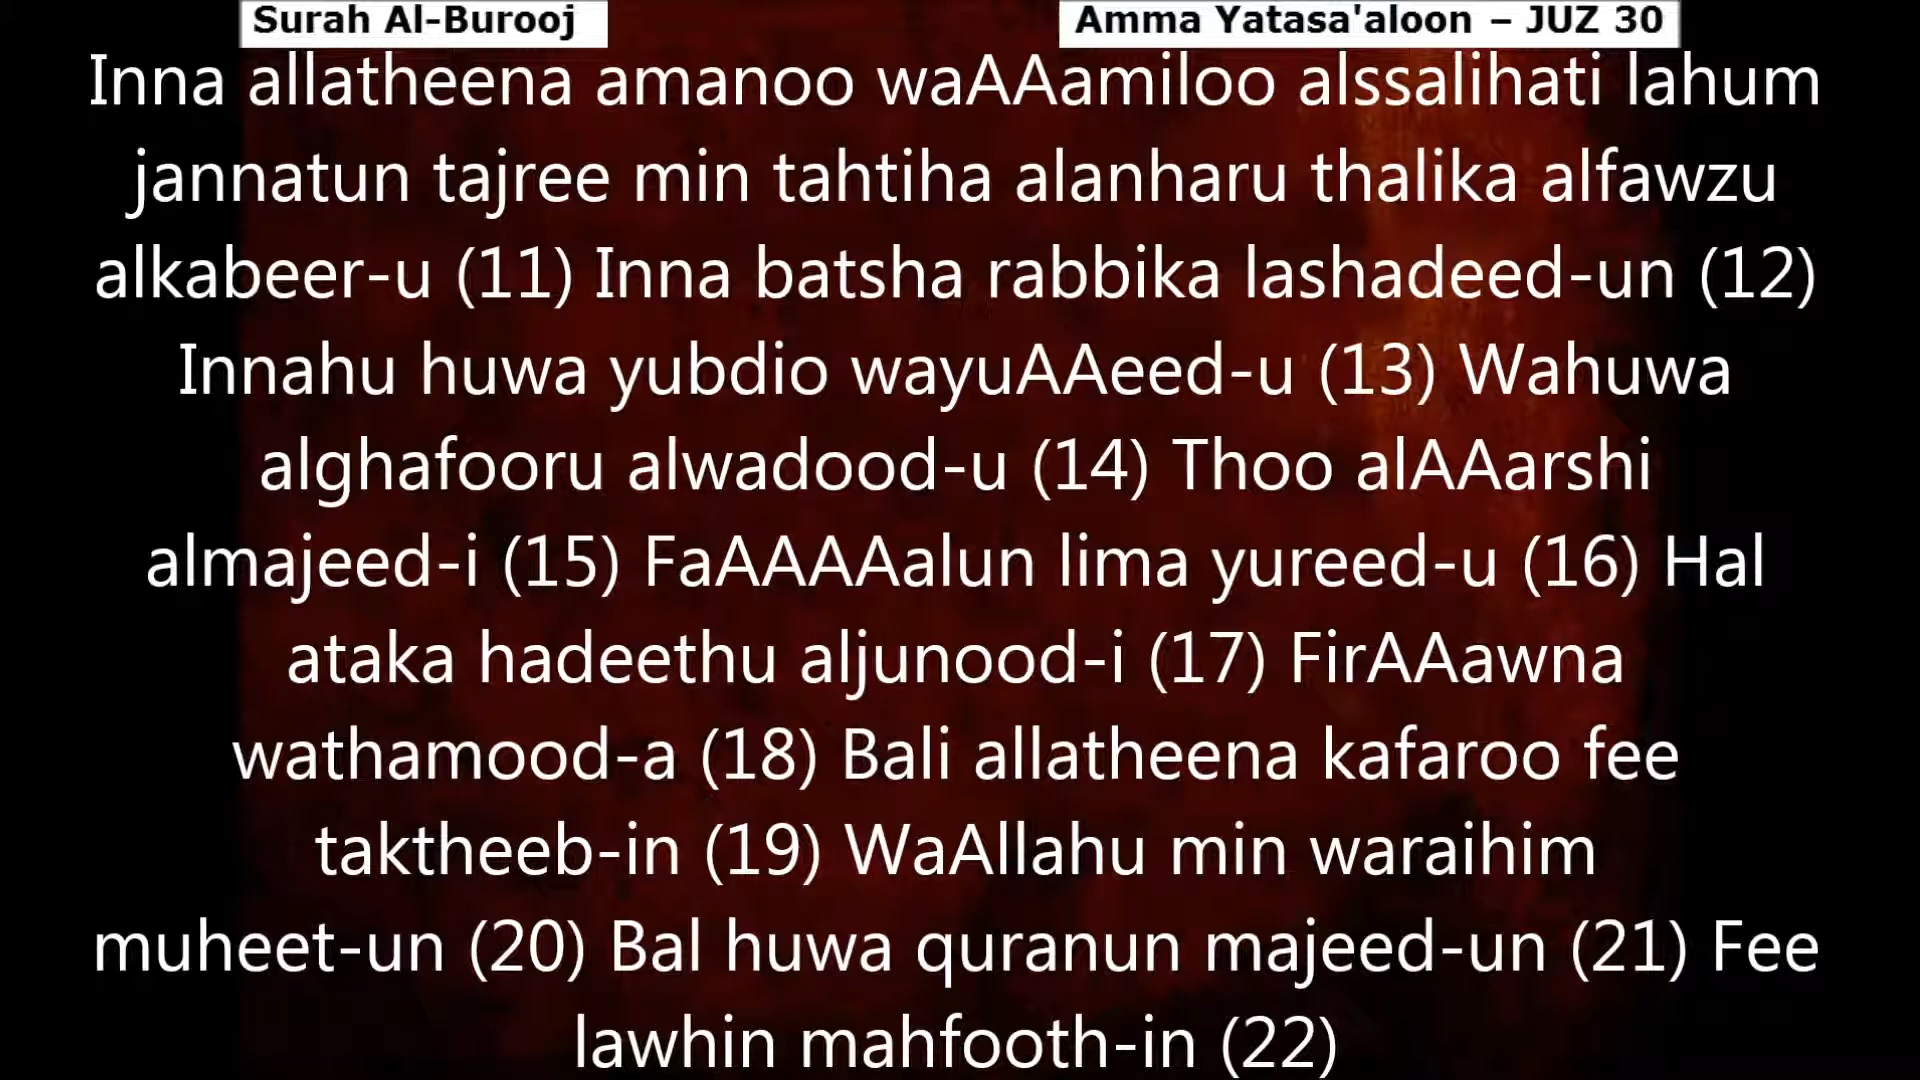 Surah Al-Burooj
Amma Yatasa'aloon – JUZ 30
Inna allatheena amanoo waAAamiloo alssalihati lahum
jannatun tajree min tahtiha alanharu thalika alfawzu
alkabeer-u (11) Inna batsha rabbika lashadeed-un (12)
Innahu huwa yubdio wayuAAeed-u (13) Wahuwa
alghafooru alwadood-u (14) Thoo alAAarshi
almajeed-i (15) FaAAAAalun lima yureed-u (16) Hal
ataka hadeethu aljunood-i (17) FirAAawna
wathamood-a (18) Bali allatheena kafaroo fee
taktheeb-in (19) WaAllahu min waraihim
muheet-un (20) Bal huwa quranun majeed-un (21) Fee
lawhin mahfooth-in (22)